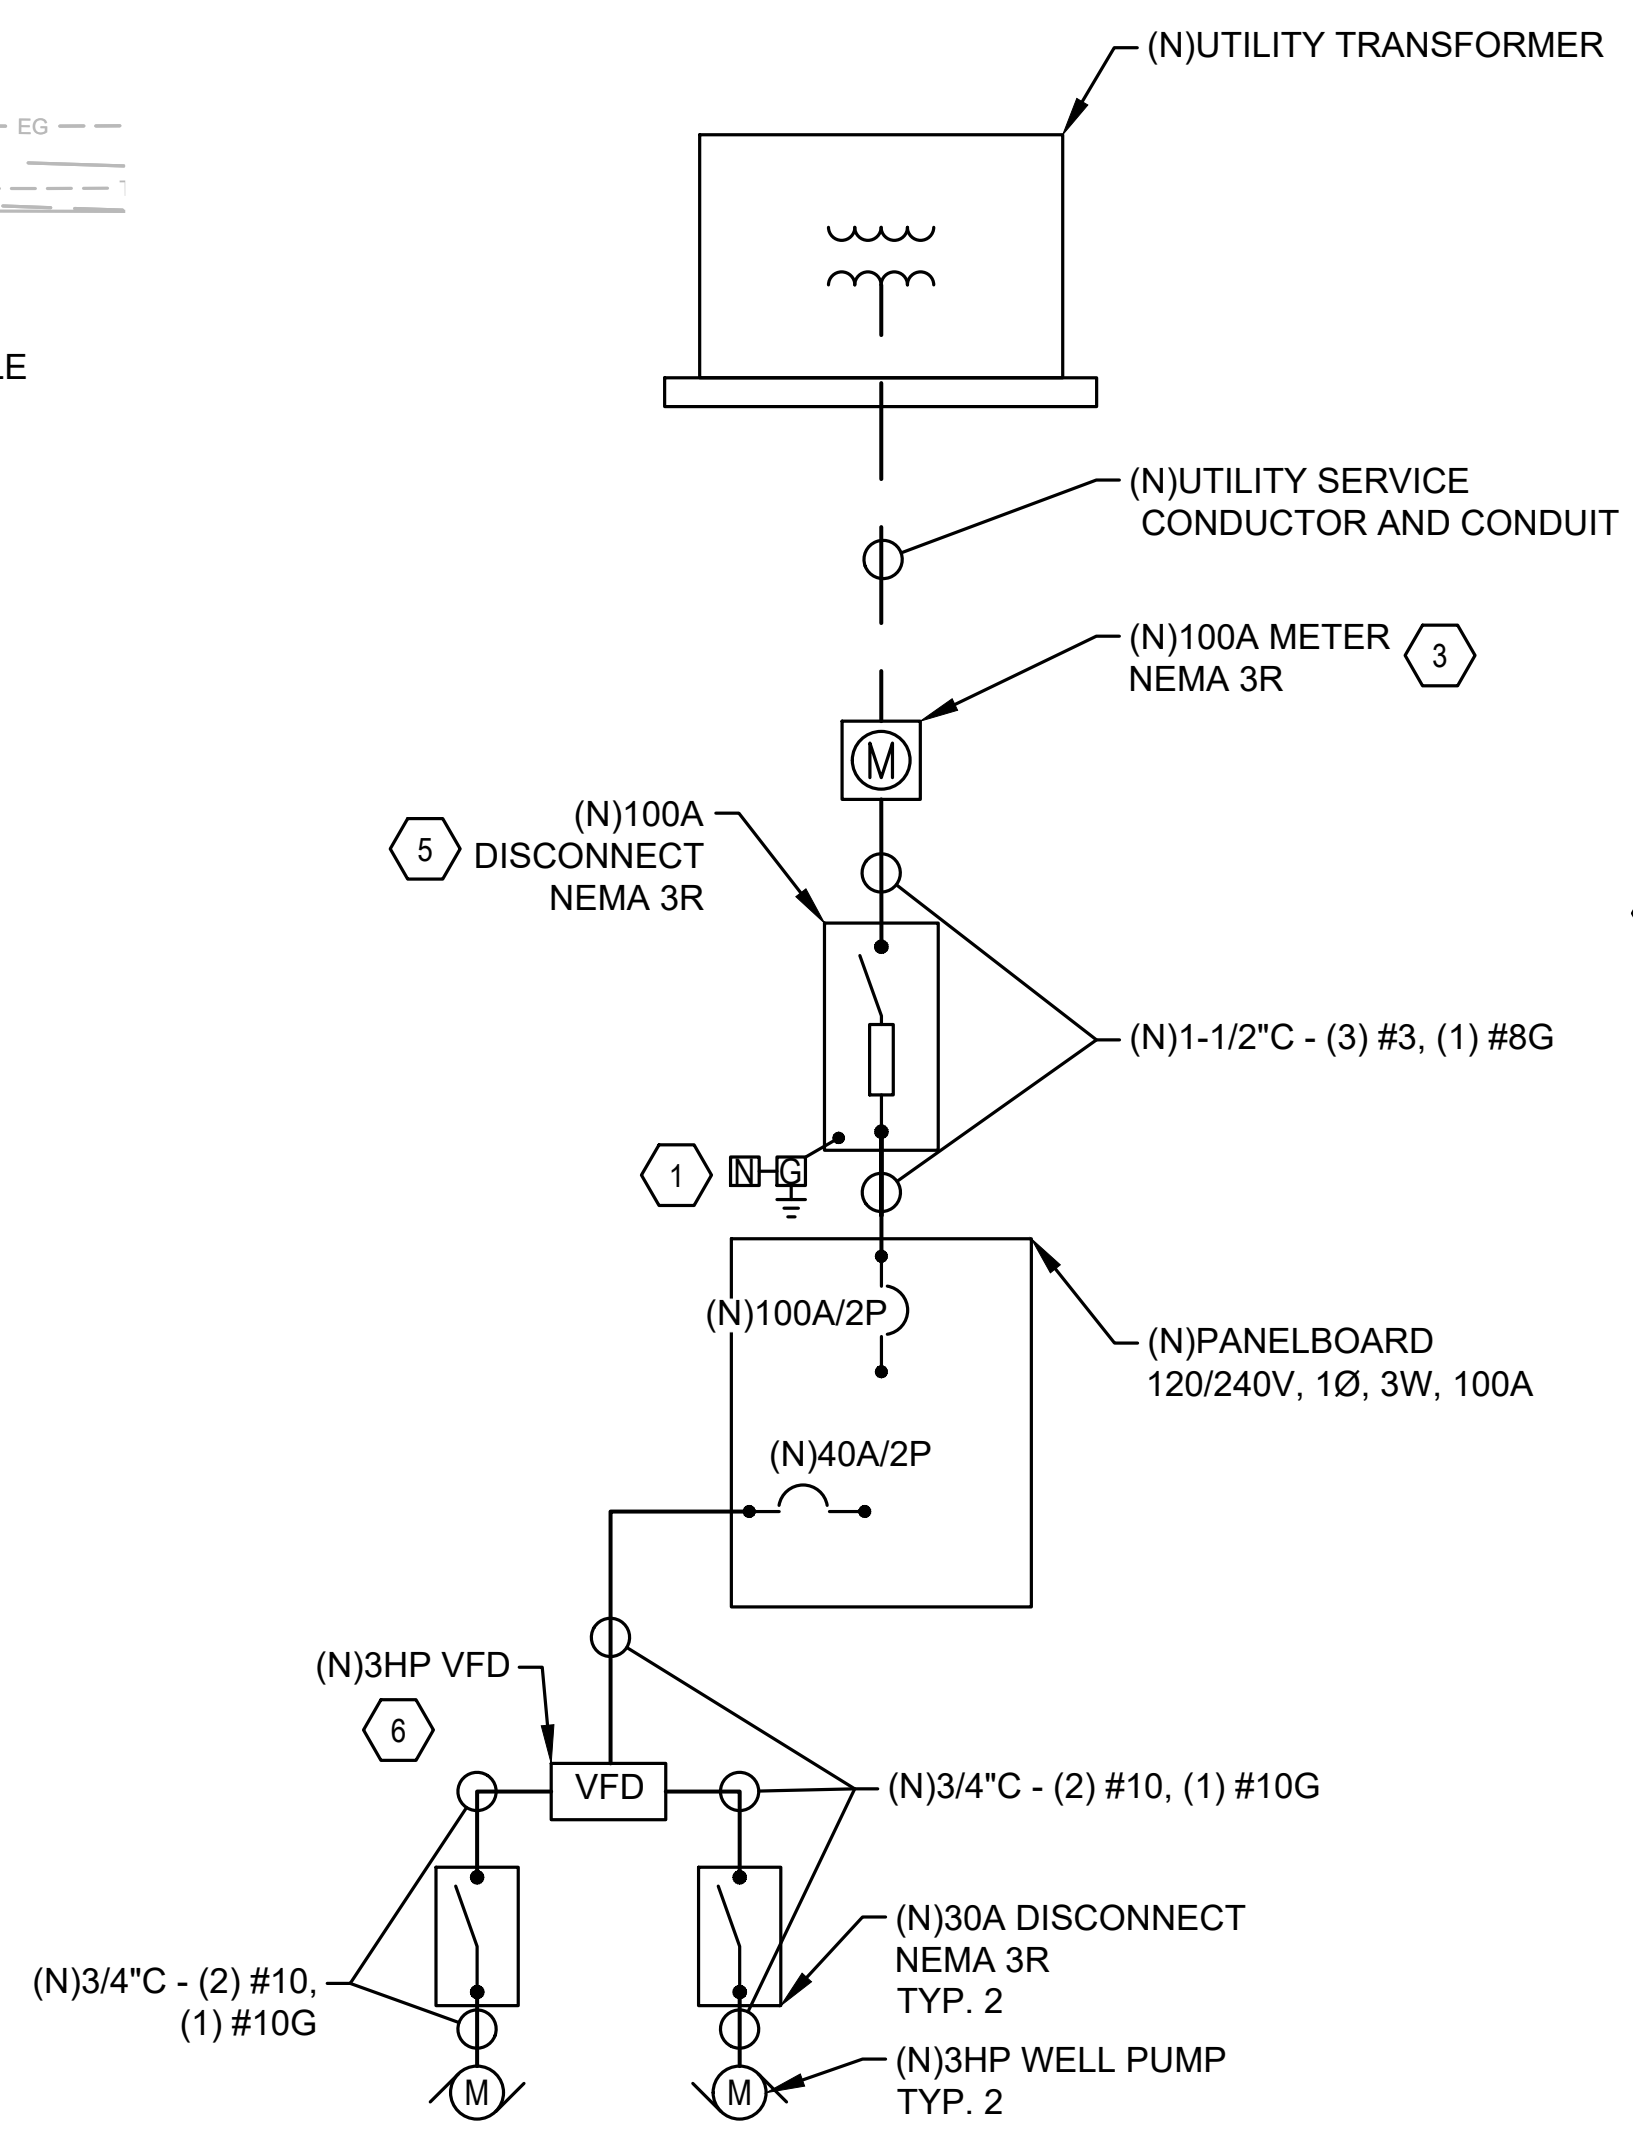 (N)UTILITY TRANSFORMER
EG
LE
(N)UTILITY SERVICE
CONDUCTOR AND CONDUIT
(N)100A METER
NEMA 3R
3
M
(N)100A
DISCONNECT
NEMA 3R
5
(N)1-1/2"C - (3) #3, (1) #8G
1
N G
(N)100A/2P
(N)PANELBOARD
120/240V, 1Ø, 3W, 100A
(N)40A/2P
(N)3HP VFD
6
VFD
(N)3/4"C - (2) #10, (1) #10G
(N)30A DISCONNECT
NEMA 3R
TYP. 2
(N)3/4"C - (2) #10,
(1) #10G
(N)3HP WELL PUMP
TYP. 2
M
M